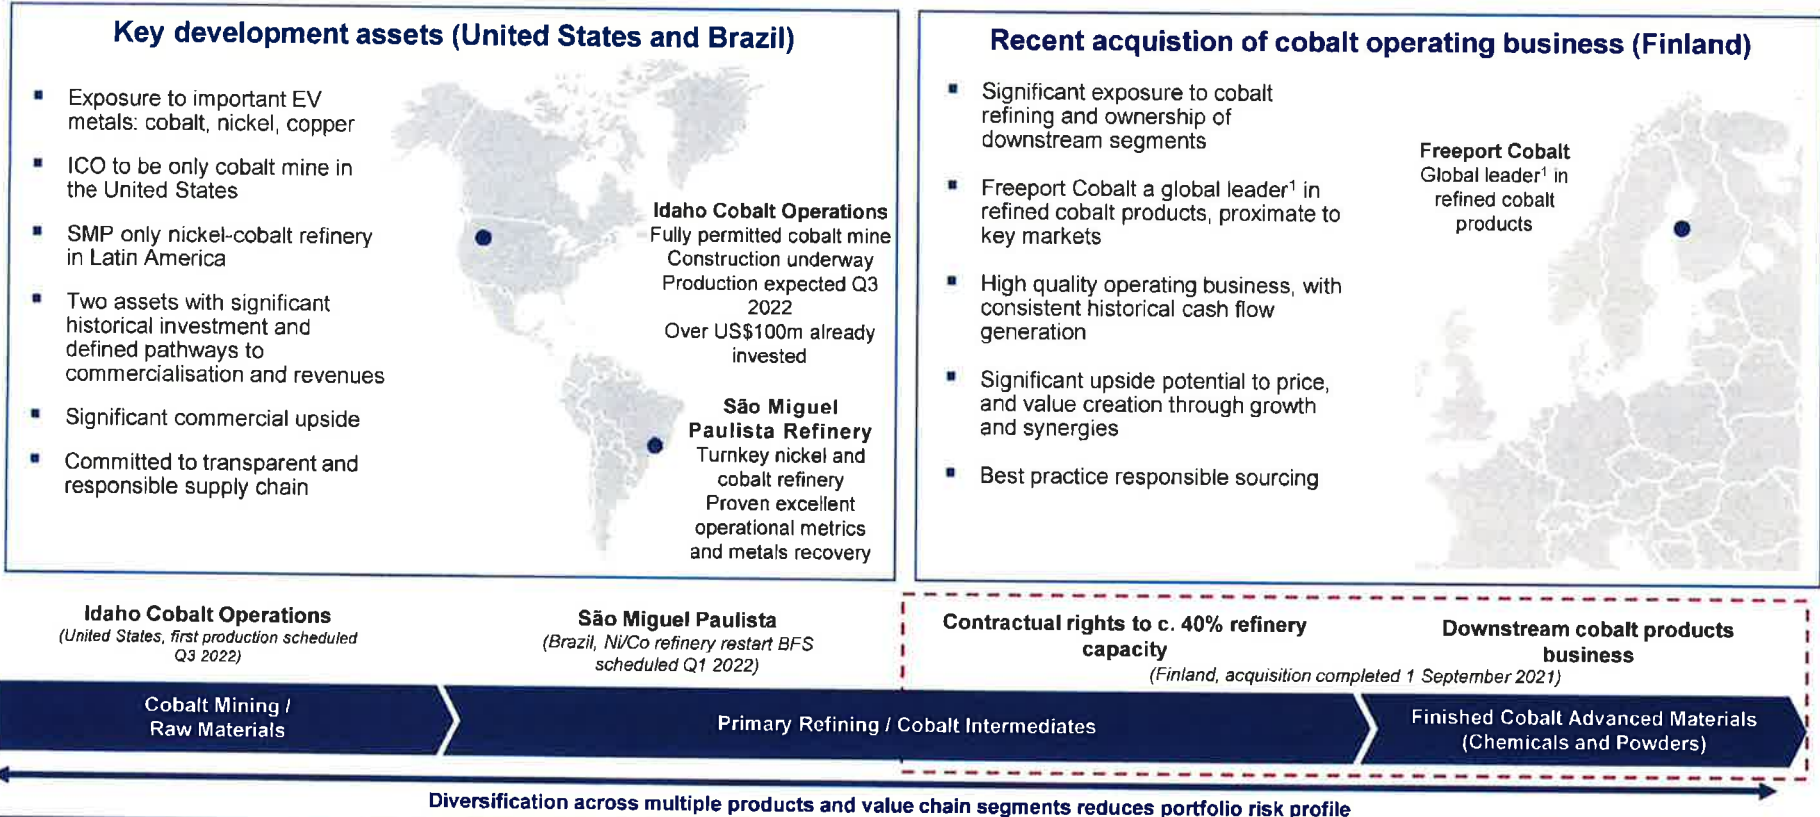 Key development assets (United States and Brazil)
▪ Exposure to important EV
metals: cobalt, nickel, copper
▪ ICO to be only cobalt mine in
the United States
▪ SMP only nickel-cobalt refinery
in Latin America
▪ Two assets with significant
historical investment and
defined pathways to
commercialisation and revenues
▪ Significant commercial upside
▪ Committed to transparent and
responsible supply chain
Idaho Cobalt Operations
Fully permitted cobalt mine
Construction underway
Production expected Q3
2022
Over US$100m already
invested
São Miguel
Paulista Refinery
Turnkey nickel and
cobalt refinery
Proven excellent
operational metrics
and metals recovery
Recent acquistion of cobalt operating business (Finland)
▪ Significant exposure to cobalt
refining and ownership of
downstream segments
▪ Freeport Cobalt a global leader¹ in
refined cobalt products, proximate to
key markets
▪ High quality operating business, with
consistent historical cash flow
generation
▪ Significant upside potential to price,
and value creation through growth
and synergies
▪ Best practice responsible sourcing
Freeport Cobalt
Global leader¹ in
refined cobalt
products
Idaho Cobalt Operations
(United States, first production scheduled
Q3 2022)
São Miguel Paulista
(Brazil, Ni/Co refinery restart BFS
scheduled Q1 2022)
Contractual rights to c. 40% refinery
capacity
Downstream cobalt products
business
(Finland, acquisition completed 1 September 2021)
Cobalt Mining /
Raw Materials
Primary Refining / Cobalt Intermediates
Finished Cobalt Advanced Materials
(Chemicals and Powders)
Diversification across multiple products and value chain segments reduces portfolio risk profile